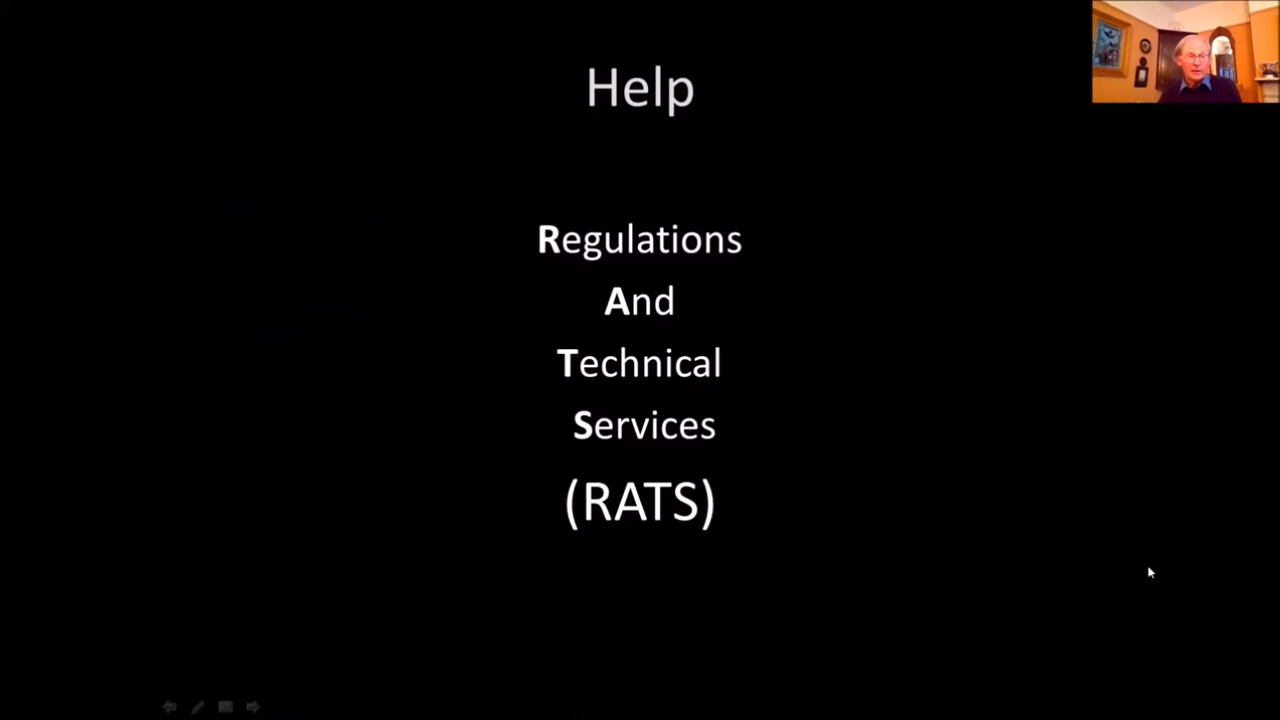 Help
Regulations
And
Technical
Services
(RATS)